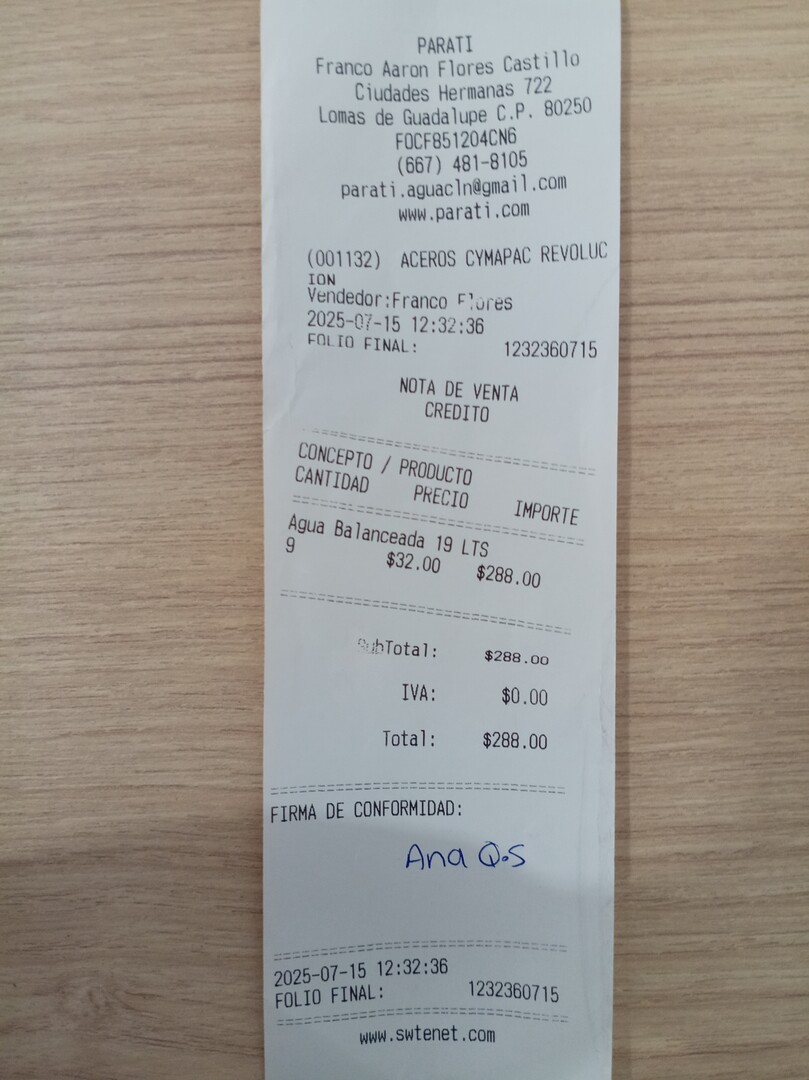 PARATI
Franco Aaron Flores Castillo
Ciudades Hermanas 722
Lomas de Guadalupe C.P. 80250
FOCF851204CN6
(667) 481-8105
parati.aguacln@gmail.com
www.parati.com
(001132) ACEROS CYMAPAC REVOLUC
ION
Vendedor:Franco Flores
2025-07-15 12:32:36
FOLIO FINAL: 1232360715
NOTA DE VENTA
CREDITO
CONCEPTO / PRODUCTO
CANTIDAD PRECIO IMPORTE
Agua Balanceada 19 LTS
9 $32.00 $288.00
SubTotal: $288.00
IVA: $0.00
Total: $288.00
FIRMA DE CONFORMIDAD:
Ana Q.S
2025-07-15 12:32:36
FOLIO FINAL: 1232360715
www.swtenet.com